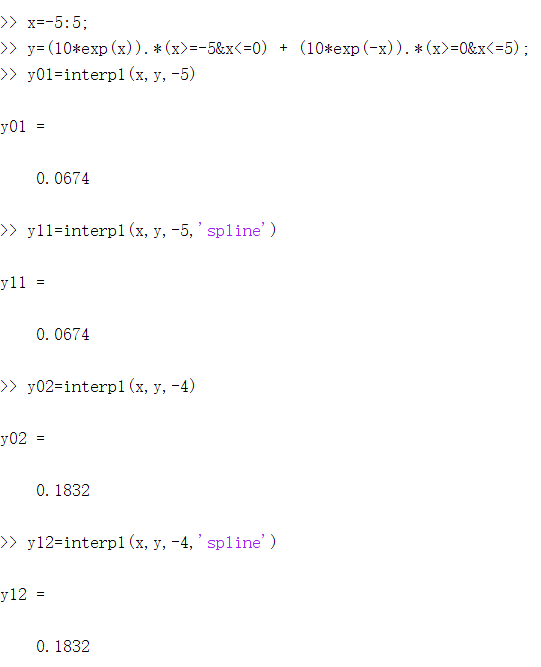 >> x=-5:5;
>> y=(10*exp(x)).*(x>=-5&x<=0) + (10*exp(-x)).*(x>=0&x<=5);
>> y01=interp1(x,y,-5)
y01 =
0.0674
>> y11=interp1(x,y,-5,'spline')
y11 =
0.0674
>> y02=interp1(x,y,-4)
y02 =
0.1832
>> y12=interp1(x,y,-4,'spline')
y12 =
0.1832